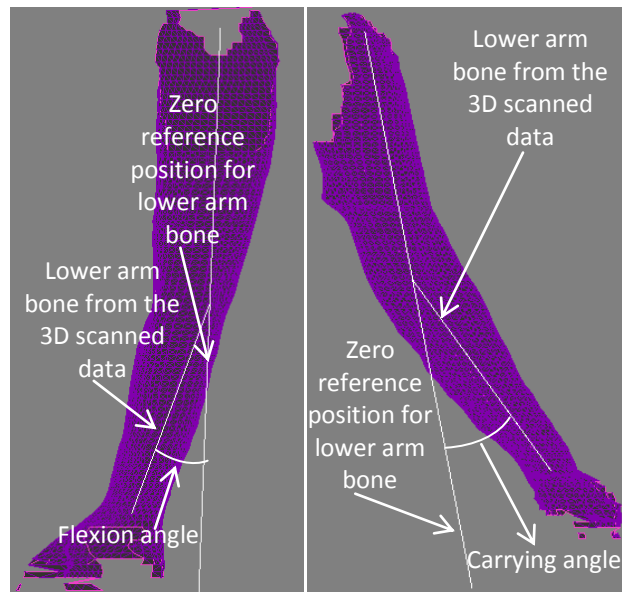 Zero
reference
position for
lower arm
bone
Lower arm
bone from the
3D scanned
data
Flexion angle
Lower arm
bone from the
3D scanned
data
Zero
reference
position for
lower arm
bone
Carrying angle